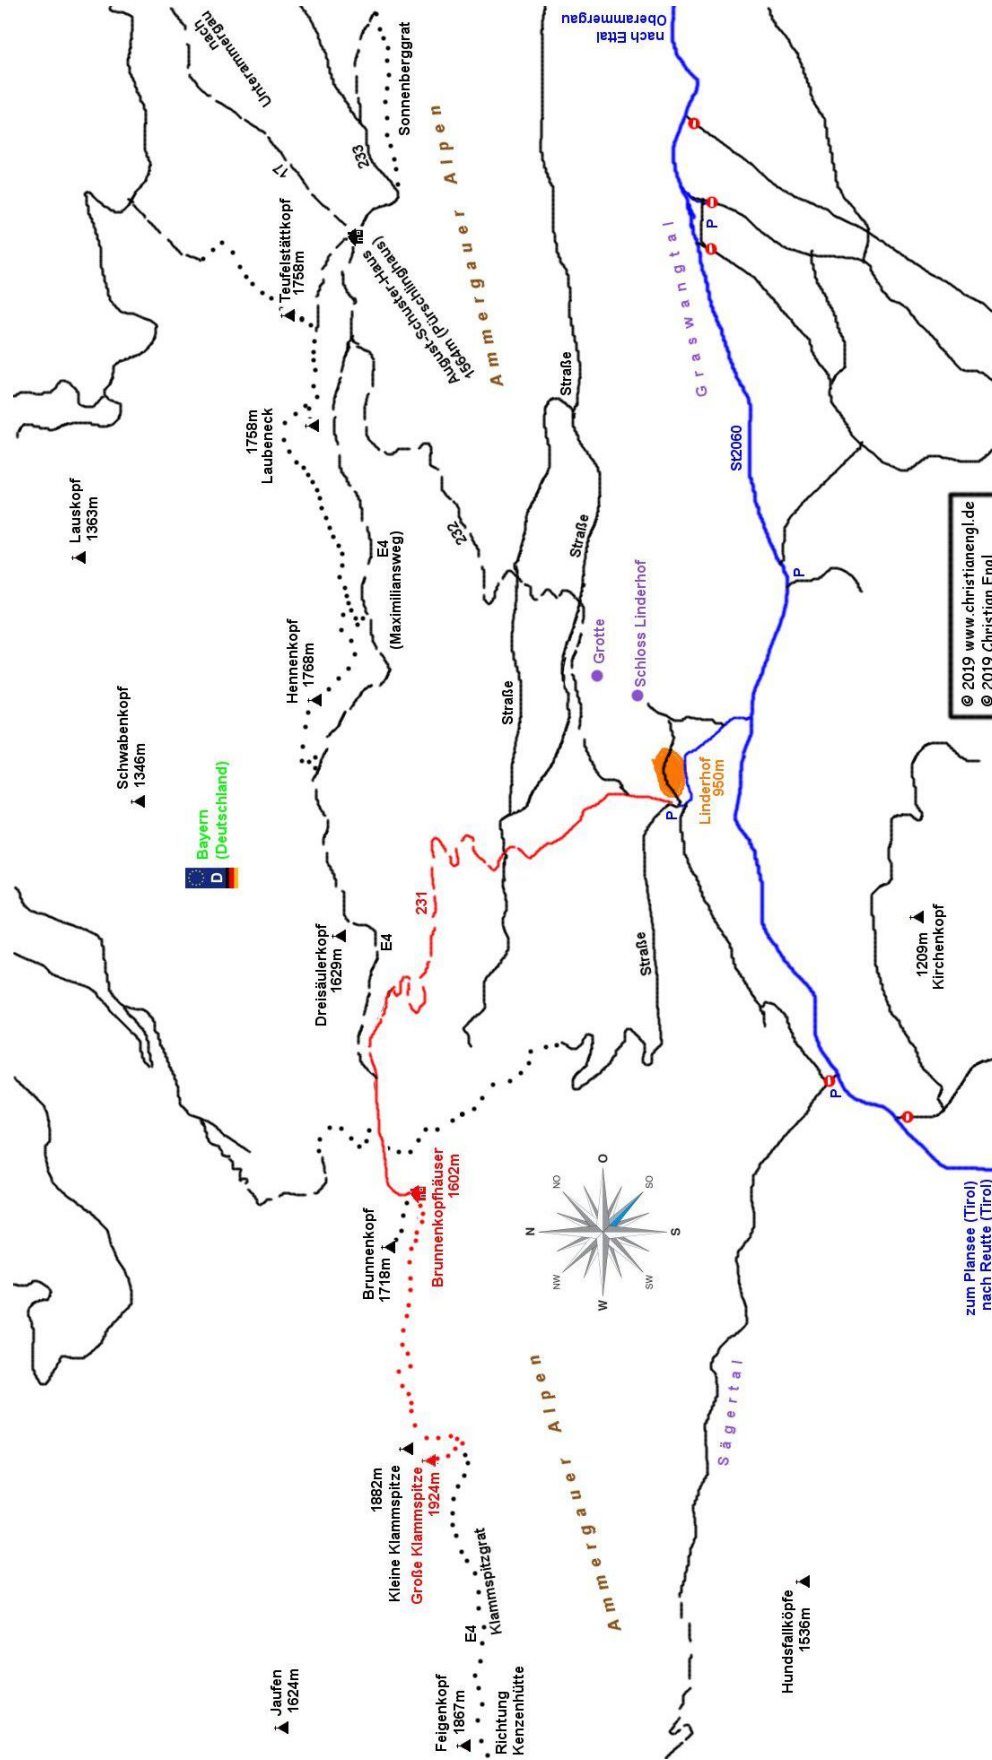 Jaufen
1624m
Feigenkopf
1867m
Richtung
Kenzenhütte
E4
Klammspitzgrat
1882m
Kleine Klammspitze
Große Klammspitze
1924m
Brunnenkopf
1718m
Brunnenkopfhäuser
1602m
Dreisäulerkopf
1629m
E4
231
Bayern
(Deutschland)
D
Schwabenkopf
1346m
Hennenkopf
1768m
Lauskopf
1363m
E4
(Maximiliansweg)
1758m
Laubeneck
Teufelstättkopf
1758m
August-Schuster-Haus
1564m (Pürschlinghaus)
17
233
232
nach
Unterammergau
Sonnenberggrat
Ammergauer Alpen
Ammergauer Alpen
Straße
Straße
Straße
Straße
Grotte
Schloss Linderhof
P
Linderhof
950m
Graswangtal
St2060
P
P
nach Ettal
Oberammergau
N
NO
O
SO
S
SW
W
NW
Sägertal
Hundsfallköpfe
1536m
P
1209m
Kirchenkopf
zum Plansee (Tirol)
nach Reutte (Tirol)
© 2019 www.christianengl.de
© 2019 Christian Engl